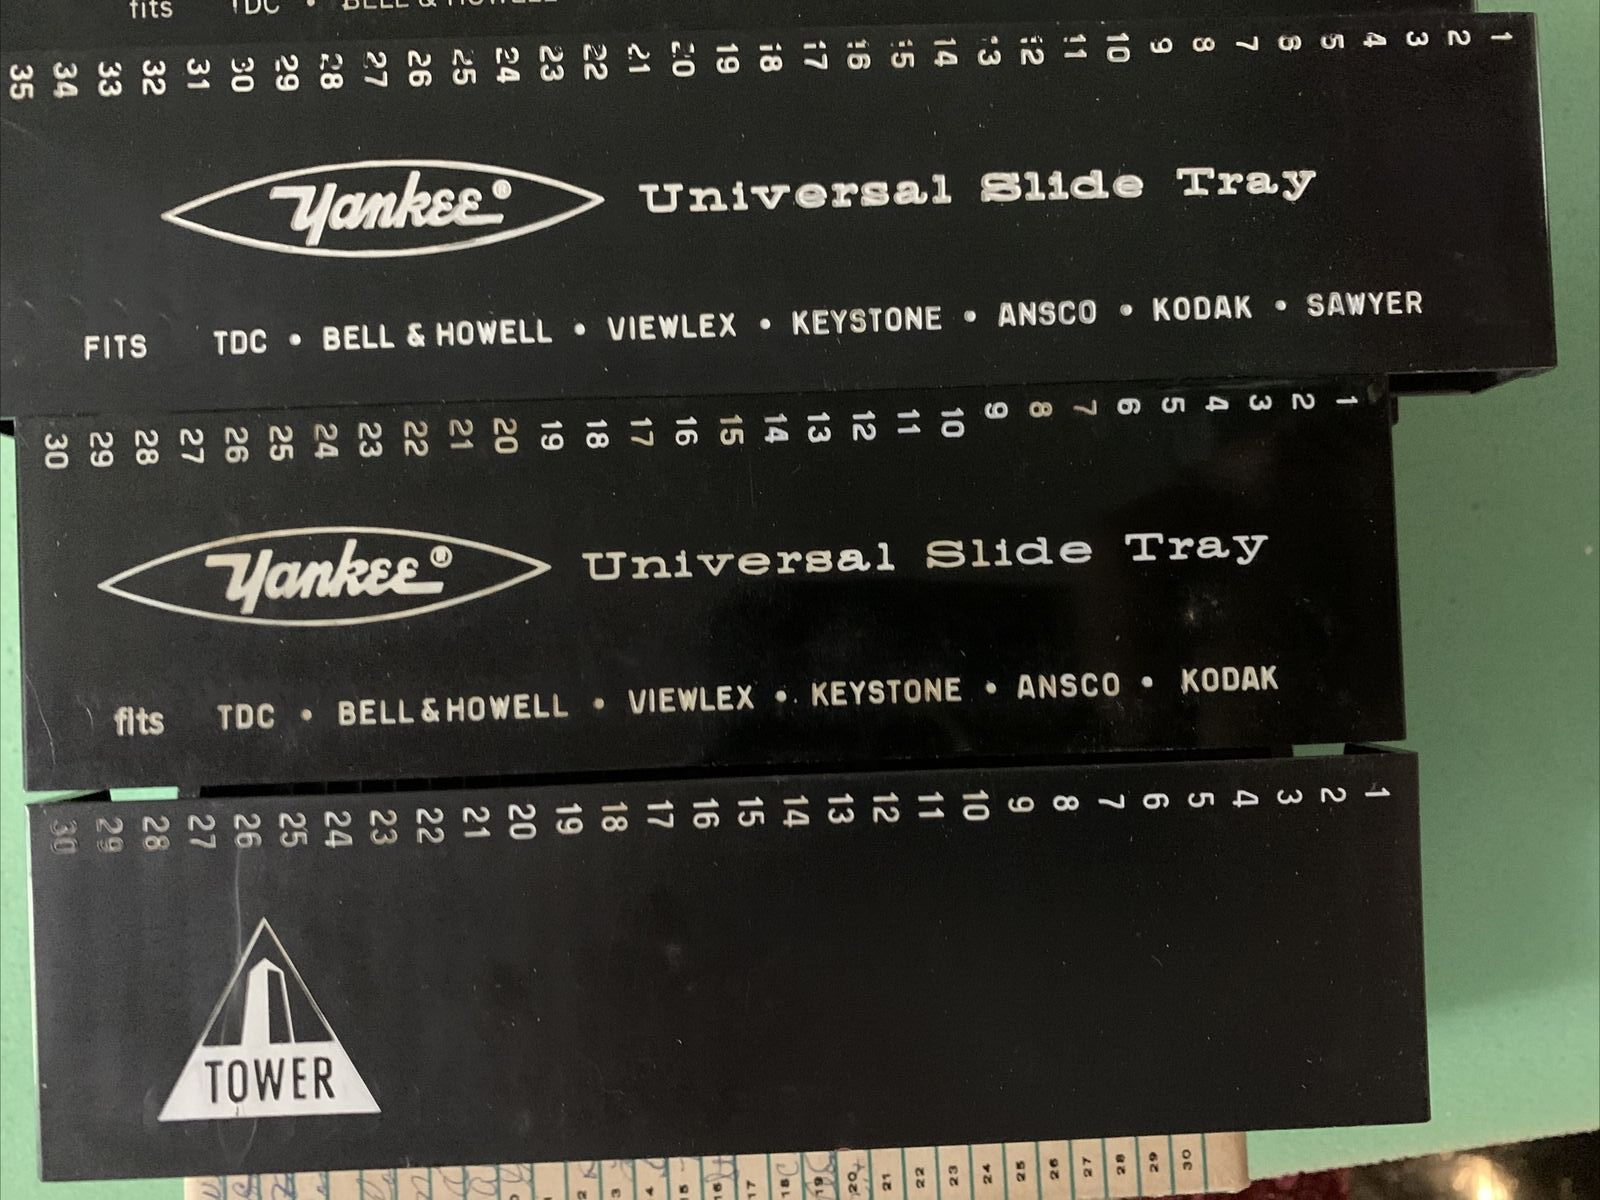 fits TDC • BELL & HOWELL
35 34 33 32 31 30 29 28 27 26 25 24 23 22 21 20 19 18 17 16 15 14 13 12 11 10 9 8 7 6 5 4 3 2 1
Yankee® Universal Slide Tray
FITS TDC • BELL & HOWELL • VIEWLEX • KEYSTONE • ANSCO • KODAK • SAWYER
30 29 28 27 26 25 24 23 22 21 20 19 18 17 16 15 14 13 12 11 10 9 8 7 6 5 4 3 2 1
Yankee® Universal Slide Tray
fits TDC • BELL & HOWELL • VIEWLEX • KEYSTONE • ANSCO • KODAK
30 29 28 27 26 25 24 23 22 21 20 19 18 17 16 15 14 13 12 11 10 9 8 7 6 5 4 3 2 1
TOWER
16 17 18 19 20 21 22 23 24 25 26 27 28 29 30